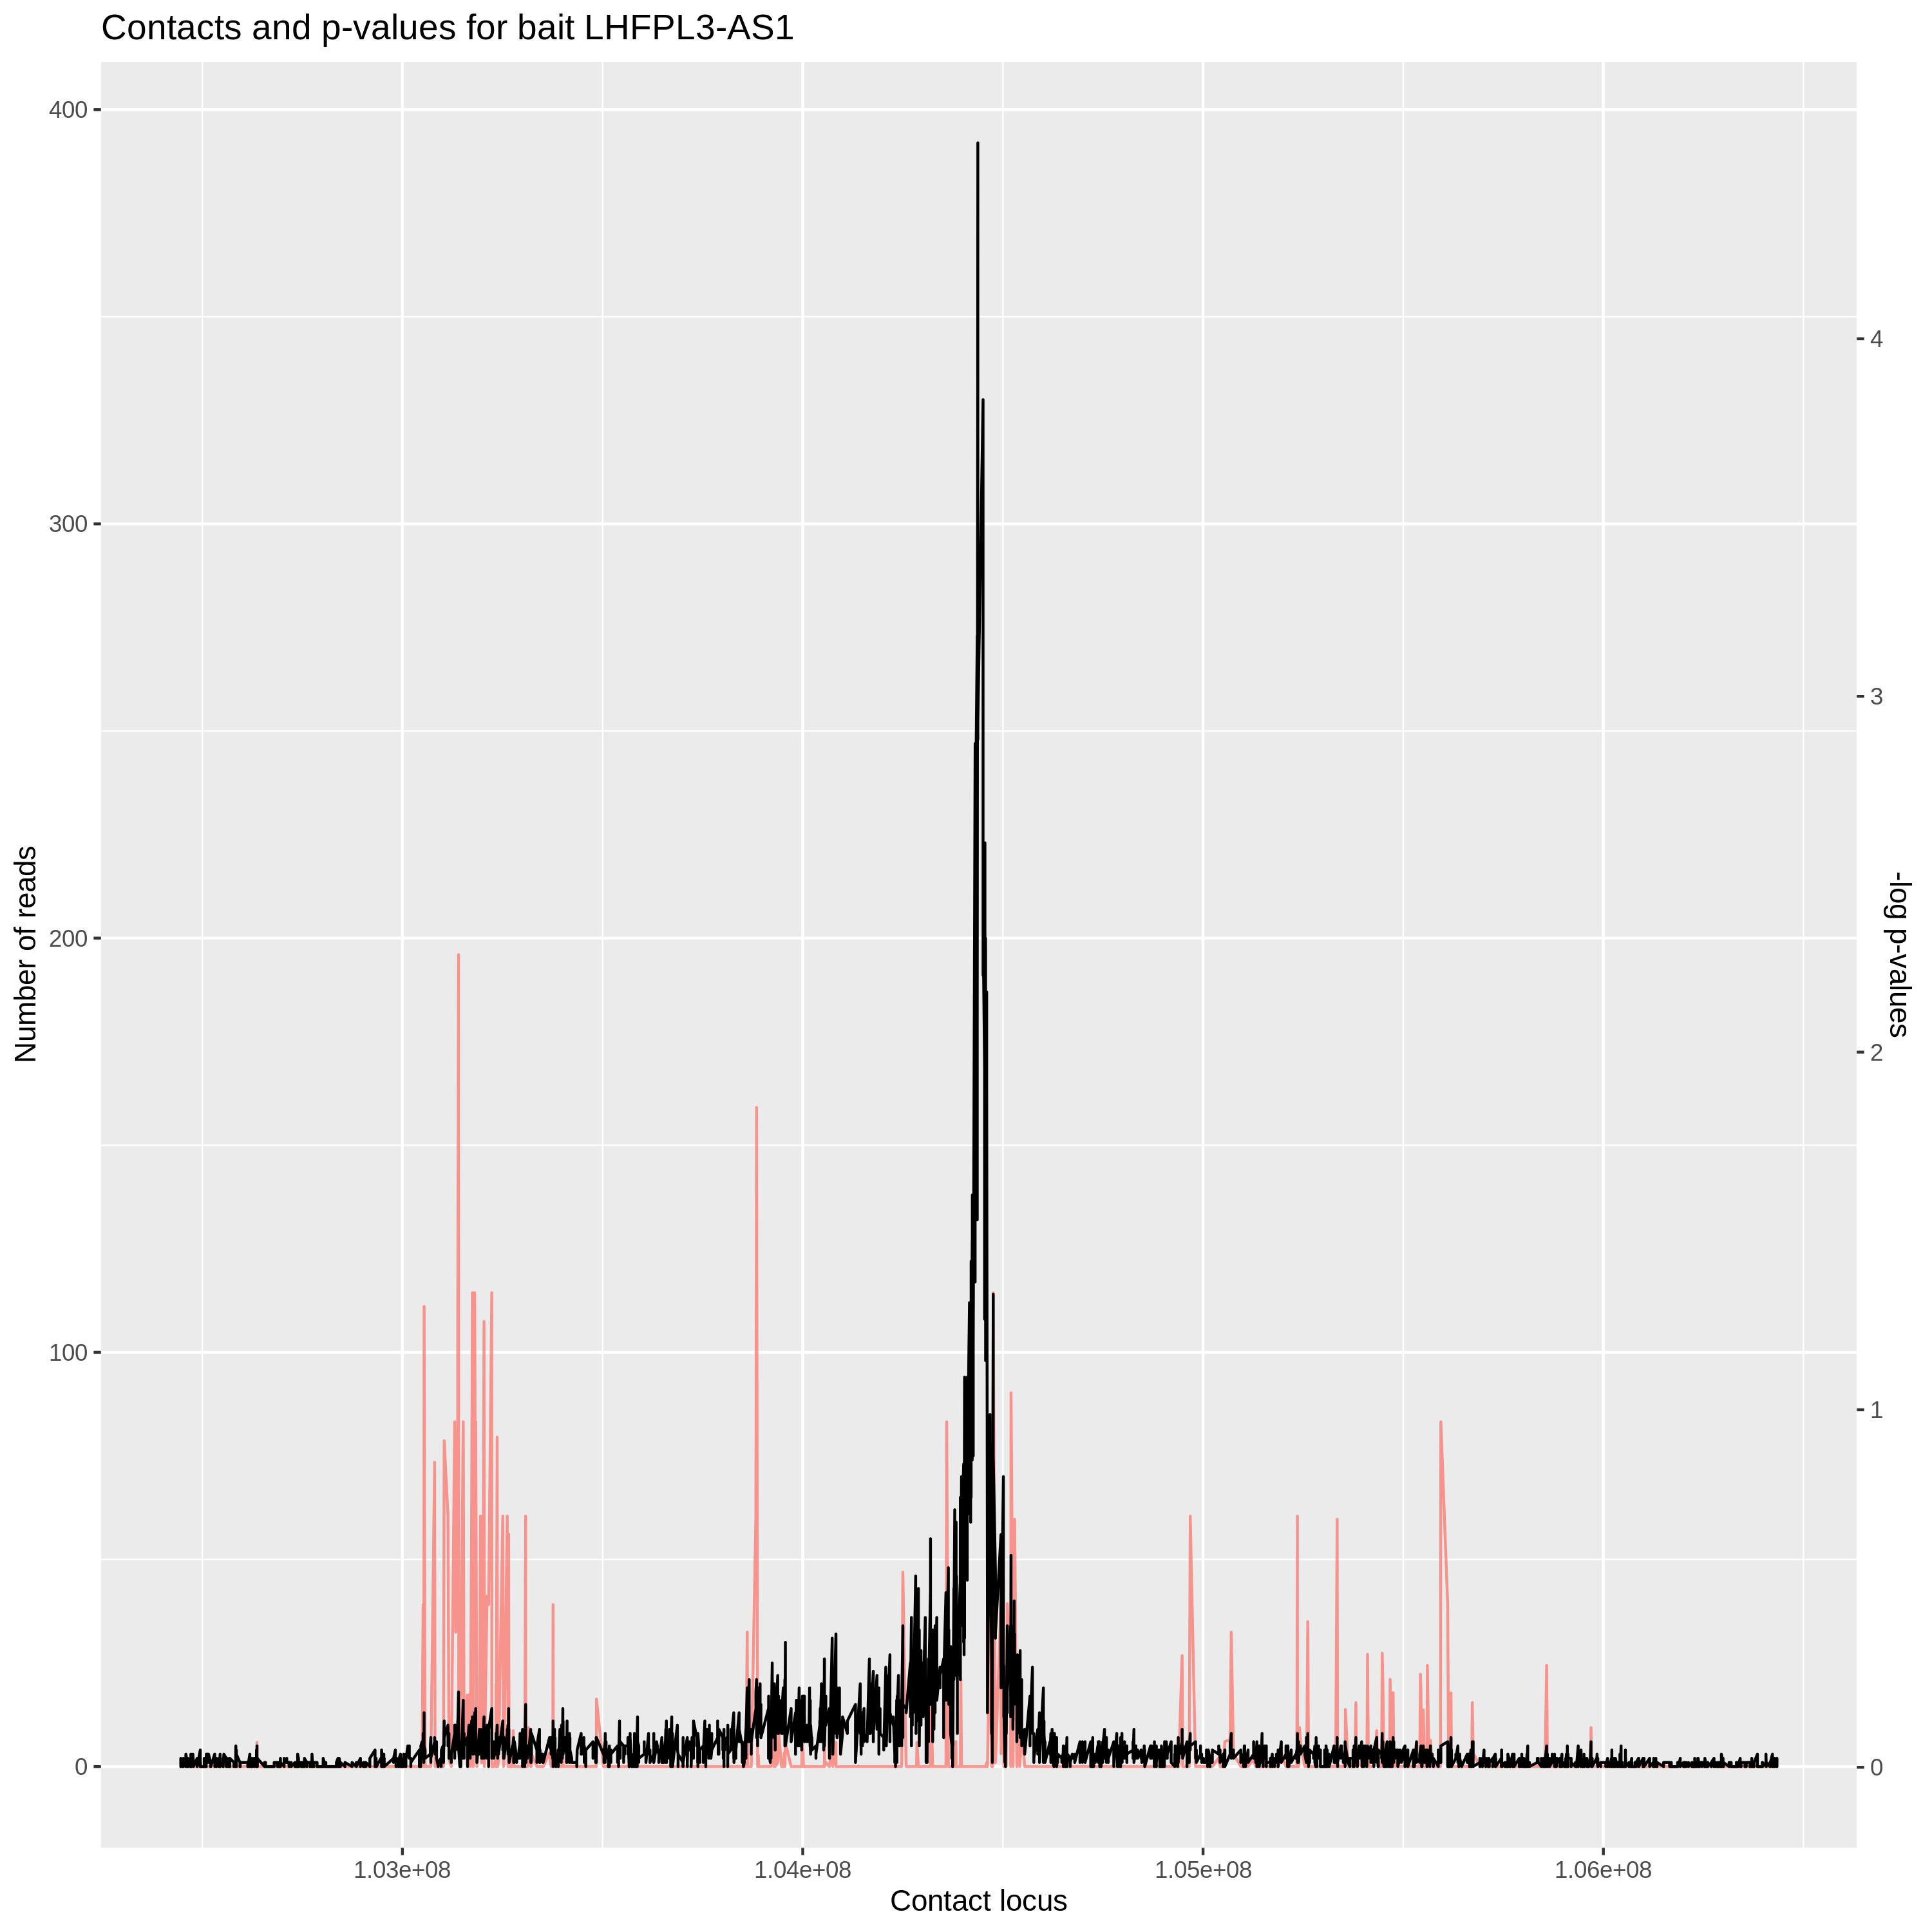 Contacts and p-values for bait LHFPL3-AS1
400
300
200
100
0
Number of reads
4
3
2
1
0
-log p-values
1.03e+08
1.04e+08
1.05e+08
1.06e+08
Contact locus